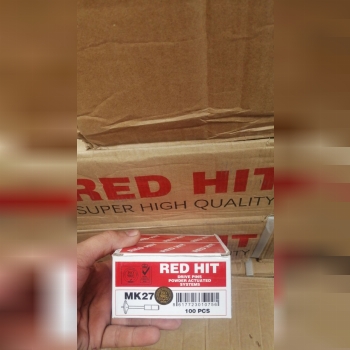 RED HIT
SUPER HIGH QUALITY
RED HIT
DRIVE PINS
POWDER ACTUATED
SYSTEMS
MK27
100 PCS